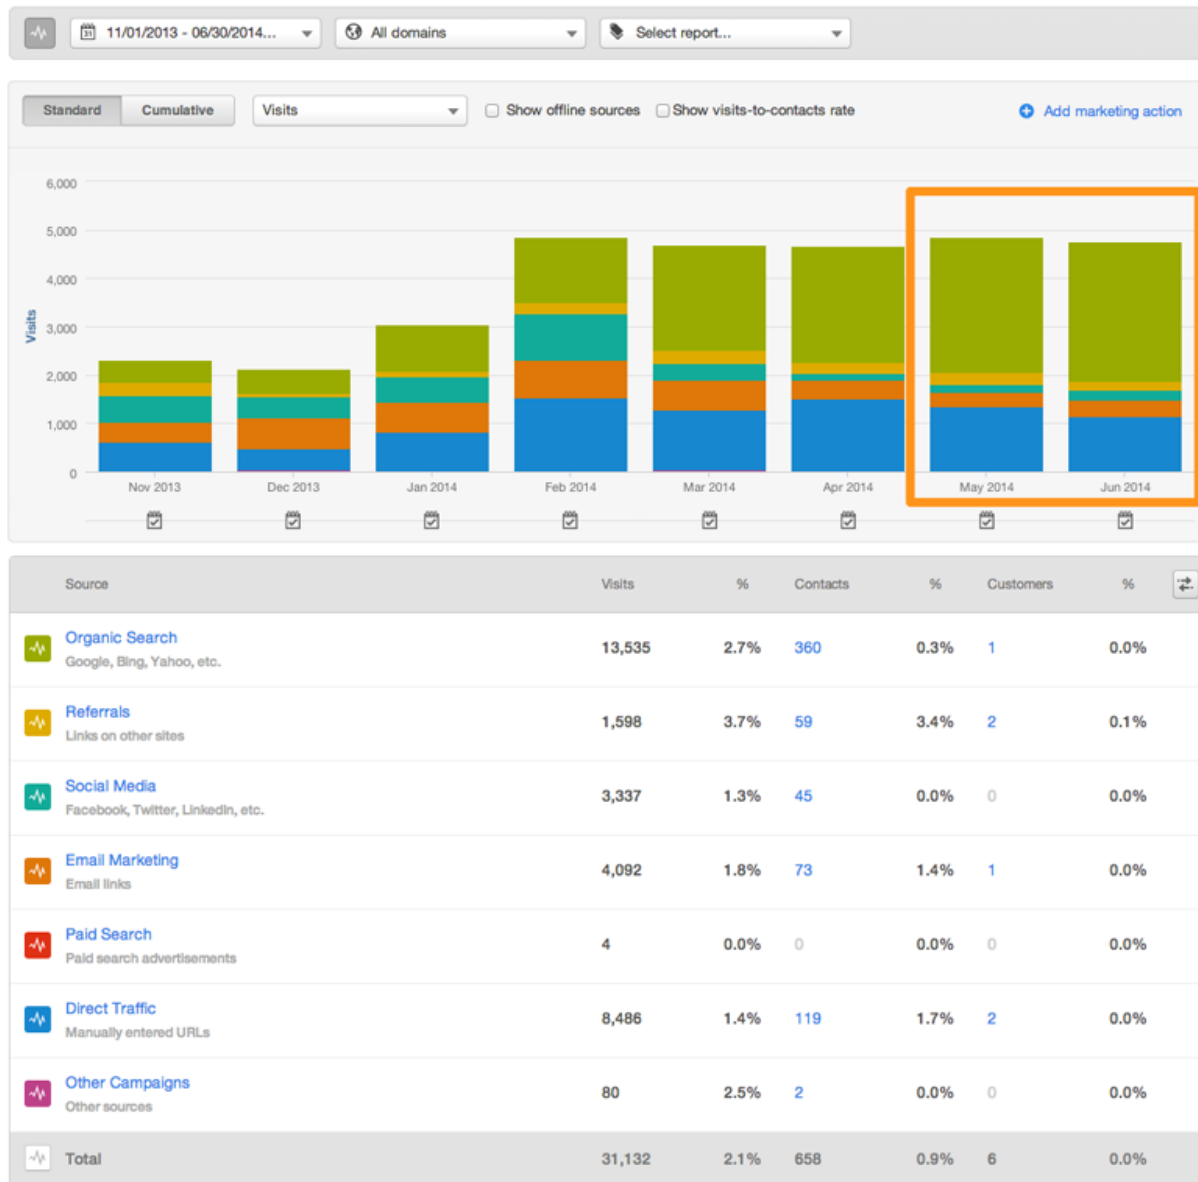 31 11/01/2013 - 06/30/2014... All domains Select report...
Standard Cumulative Visits Show offline sources Show visits-to-contacts rate Add marketing action
6,000
5,000
4,000
3,000
2,000
1,000
0
Visits
Nov 2013 Dec 2013 Jan 2014 Feb 2014 Mar 2014 Apr 2014 May 2014 Jun 2014
Source Visits % Contacts % Customers %
Organic Search
Google, Bing, Yahoo, etc.
13,535 2.7% 360 0.3% 1 0.0%
Referrals
Links on other sites
1,598 3.7% 59 3.4% 2 0.1%
Social Media
Facebook, Twitter, LinkedIn, etc.
3,337 1.3% 45 0.0% 0 0.0%
Email Marketing
Email links
4,092 1.8% 73 1.4% 1 0.0%
Paid Search
Paid search advertisements
4 0.0% 0 0.0% 0 0.0%
Direct Traffic
Manually entered URLs
8,486 1.4% 119 1.7% 2 0.0%
Other Campaigns
Other sources
80 2.5% 2 0.0% 0 0.0%
Total 31,132 2.1% 658 0.9% 6 0.0%